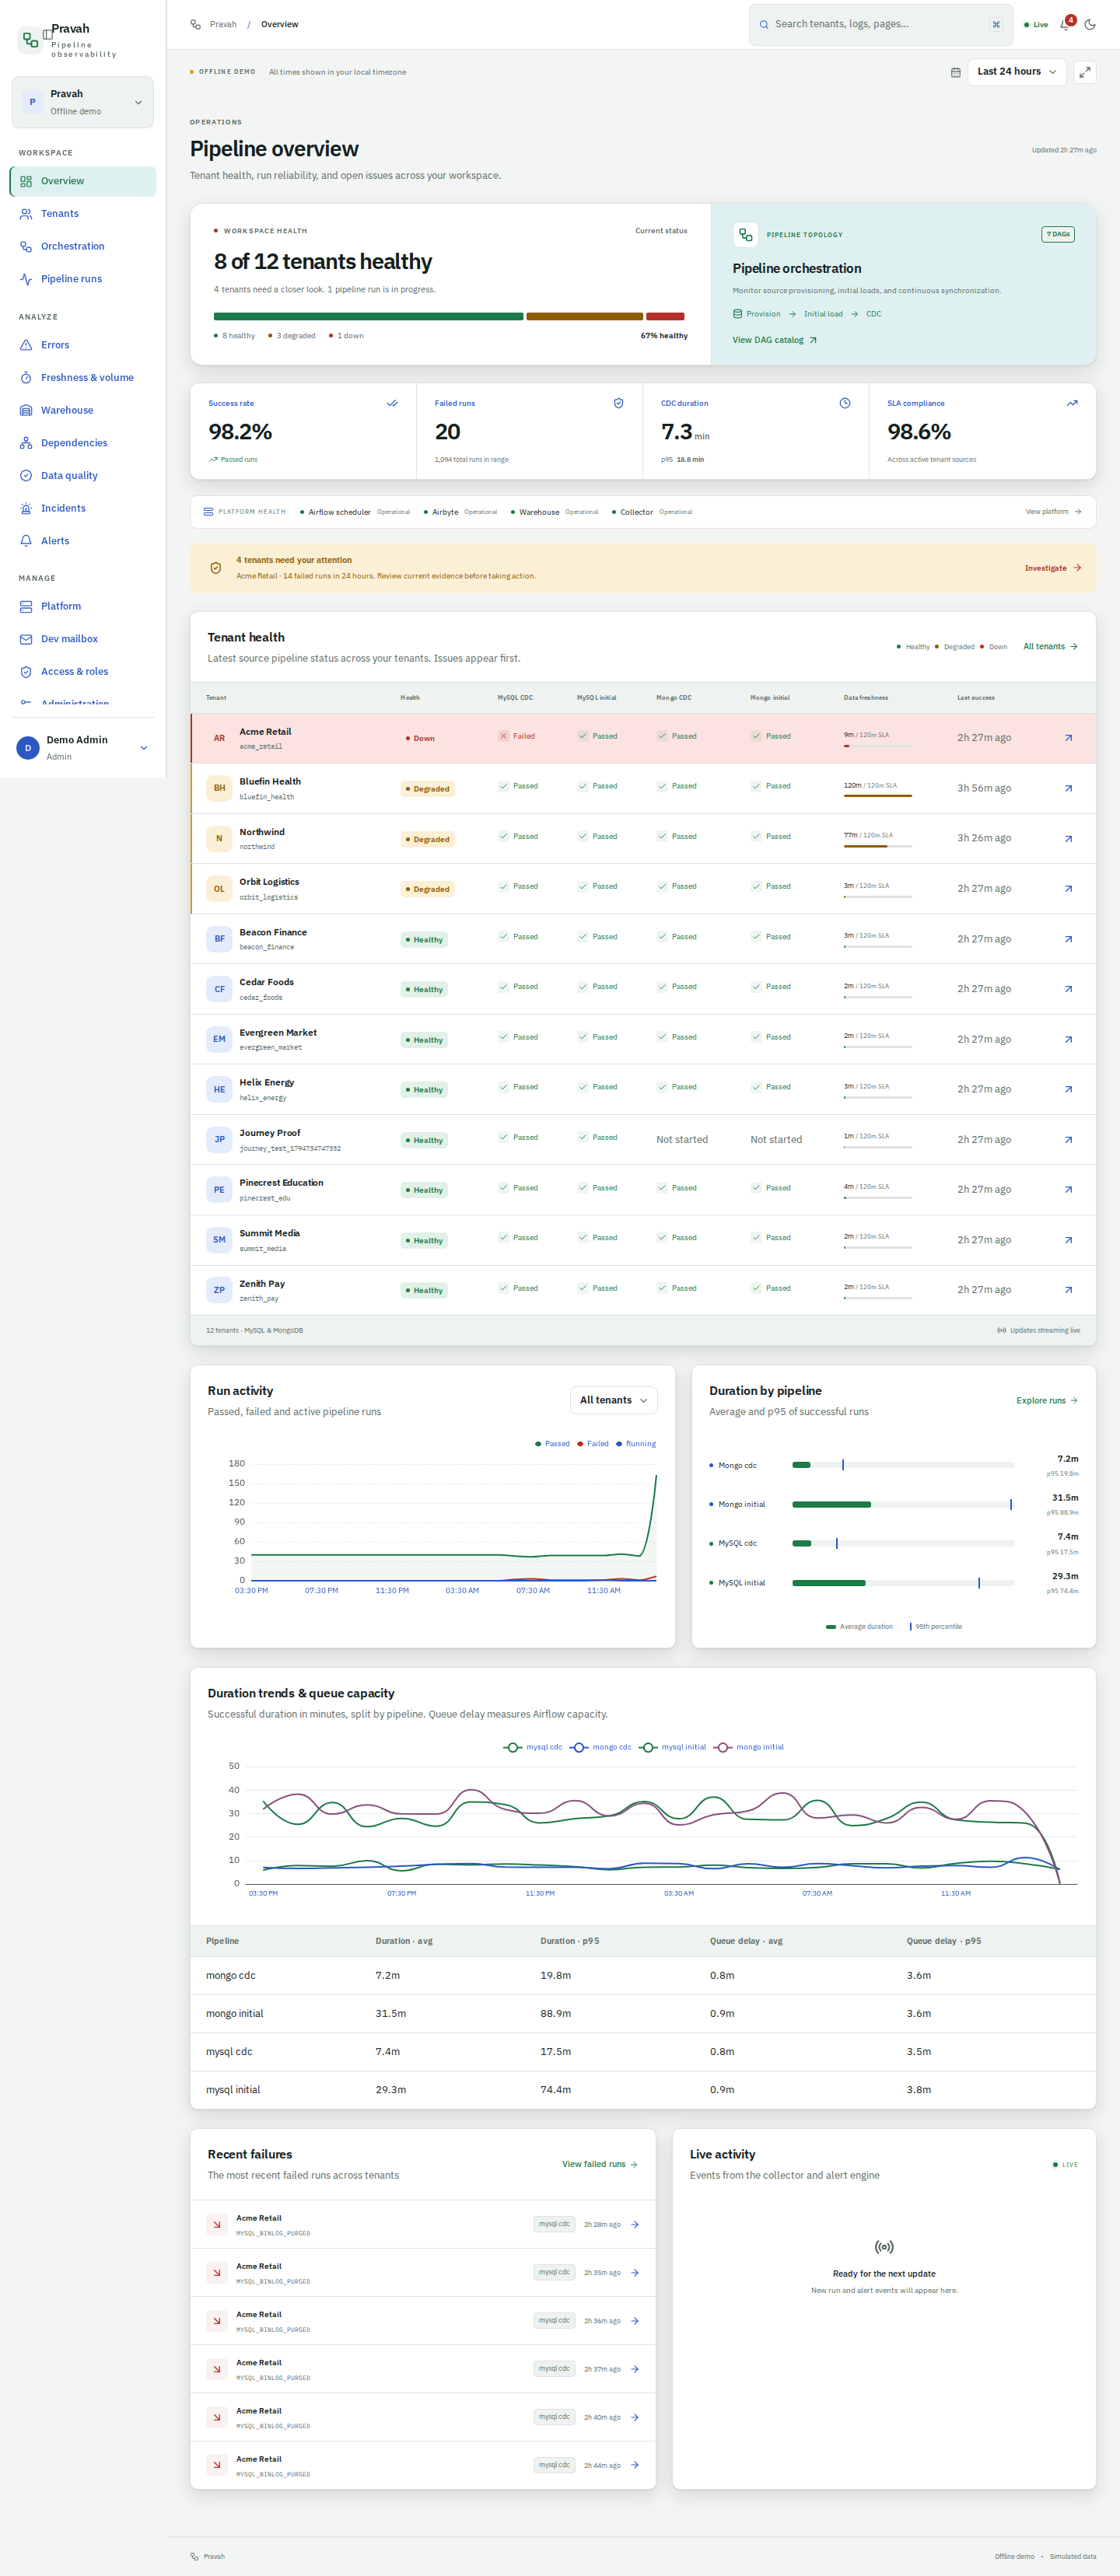 Pravah
Pipeline
observability
P
Pravah
Offline demo
WORKSPACE
Overview
Tenants
Orchestration
Pipeline runs
ANALYZE
Errors
Freshness & volume
Warehouse
Dependencies
Data quality
Incidents
Alerts
MANAGE
Platform
Dev mailbox
Access & roles
Administration
D
Demo Admin
Admin
Pravah / Overview
Search tenants, logs, pages...
⌘
Live
4
OFFLINE DEMO All times shown in your local timezone
Last 24 hours
OPERATIONS
Pipeline overview
Updated 2h 27m ago
Tenant health, run reliability, and open issues across your workspace.
WORKSPACE HEALTH Current status
8 of 12 tenants healthy
4 tenants need a closer look. 1 pipeline run is in progress.
8 healthy 3 degraded 1 down 67% healthy
PIPELINE TOPOLOGY 7 DAGs
Pipeline orchestration
Monitor source provisioning, initial loads, and continuous synchronization.
Provision → Initial load → CDC
View DAG catalog
Success rate
98.2%
Passed runs
Failed runs
20
1,094 total runs in range
CDC duration
7.3 min
p95 18.8 min
SLA compliance
98.6%
Across active tenant sources
PLATFORM HEALTH Airflow scheduler Operational Airbyte Operational Warehouse Operational Collector Operational View platform →
4 tenants need your attention
Acme Retail · 14 failed runs in 24 hours. Review current evidence before taking action.
Investigate →
Tenant health
Latest source pipeline status across your tenants. Issues appear first.
Healthy Degraded Down All tenants →
Tenant Health MySQL CDC MySQL initial Mongo CDC Mongo initial Data freshness Last success
AR Acme Retail acme_retail Down Failed Passed Passed Passed 9m / 120m SLA 2h 27m ago
BH Bluefin Health bluefin_health Degraded Passed Passed Passed Passed 120m / 120m SLA 3h 56m ago
N Northwind northwind Degraded Passed Passed Passed Passed 77m / 120m SLA 3h 26m ago
OL Orbit Logistics orbit_logistics Degraded Passed Passed Passed Passed 3m / 120m SLA 2h 27m ago
BF Beacon Finance beacon_finance Healthy Passed Passed Passed Passed 3m / 120m SLA 2h 27m ago
CF Cedar Foods cedar_foods Healthy Passed Passed Passed Passed 2m / 120m SLA 2h 27m ago
EM Evergreen Market evergreen_market Healthy Passed Passed Passed Passed 2m / 120m SLA 2h 27m ago
HE Helix Energy helix_energy Healthy Passed Passed Passed Passed 3m / 120m SLA 2h 27m ago
JP Journey Proof journey_test_1794734747332 Healthy Passed Passed Not started Not started 1m / 120m SLA 2h 27m ago
PE Pinecrest Education pinecrest_edu Healthy Passed Passed Passed Passed 4m / 120m SLA 2h 27m ago
SM Summit Media summit_media Healthy Passed Passed Passed Passed 2m / 120m SLA 2h 27m ago
ZP Zenith Pay zenith_pay Healthy Passed Passed Passed Passed 2m / 120m SLA 2h 27m ago
12 tenants · MySQL & MongoDB Updates streaming live
Run activity
Passed, failed and active pipeline runs
All tenants
Passed Failed Running
180
150
120
90
60
30
0
03:30 PM 07:30 PM 11:30 PM 03:30 AM 07:30 AM 11:30 AM
Duration by pipeline
Average and p95 of successful runs
Explore runs →
Mongo cdc 7.2m
p95 19.8m
Mongo initial 31.5m
p95 88.9m
MySQL cdc 7.4m
p95 17.5m
MySQL initial 29.3m
p95 74.4m
Average duration 95th percentile
Duration trends & queue capacity
Successful duration in minutes, split by pipeline. Queue delay measures Airflow capacity.
mysql cdc mongo cdc mysql initial mongo initial
50
40
30
20
10
0
03:30 PM 07:30 PM 11:30 PM 03:30 AM 07:30 AM 11:30 AM
Pipeline Duration · avg Duration · p95 Queue delay · avg Queue delay · p95
mongo cdc 7.2m 19.8m 0.8m 3.6m
mongo initial 31.5m 88.9m 0.9m 3.6m
mysql cdc 7.4m 17.5m 0.8m 3.5m
mysql initial 29.3m 74.4m 0.9m 3.8m
Recent failures
The most recent failed runs across tenants
View failed runs →
Acme Retail MYSQL_BINLOG_PURGED mysql cdc 2h 28m ago →
Acme Retail MYSQL_BINLOG_PURGED mysql cdc 2h 35m ago →
Acme Retail MYSQL_BINLOG_PURGED mysql cdc 2h 36m ago →
Acme Retail MYSQL_BINLOG_PURGED mysql cdc 2h 37m ago →
Acme Retail MYSQL_BINLOG_PURGED mysql cdc 2h 40m ago →
Acme Retail MYSQL_BINLOG_PURGED mysql cdc 2h 44m ago →
Live activity
Events from the collector and alert engine
LIVE
Ready for the next update
New run and alert events will appear here.
Pravah Offline demo · Simulated data